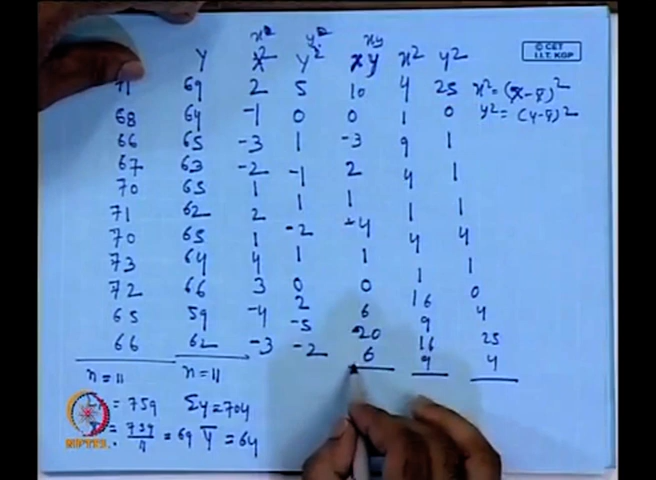 x² y² xy
Y X² Y² xy x² y²
© CET
I.I.T. KGP
71 69 2 5 10 4 25 x² = (x-x̄)²
68 64 -1 0 0 1 0 y² = (y-ȳ)²
66 65 -3 1 -3 9 1
67 63 -2 -1 2 4 1
70 65 1 1 1 1 1
71 62 2 -2 -4 4 4
70 65 1 1 1 1 1
73 64 4 0 0 16 0
72 66 3 2 6 9 4
65 59 -4 -5 20 16 25
66 62 -3 -2 6 9 4
n = 11 n = 11
= 759 Σy = 704
= 759/11 = 69 ȳ = 64
NPTEL